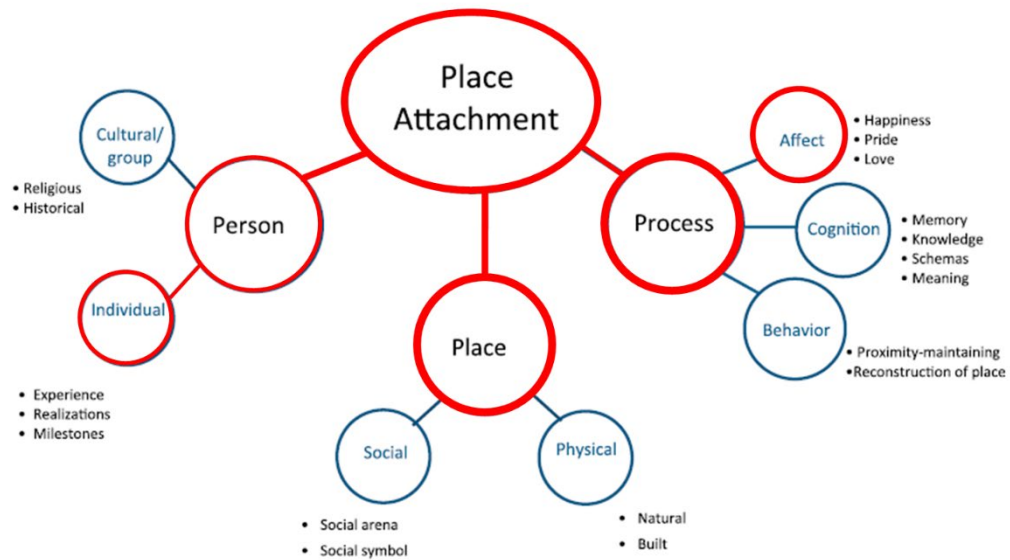 Place
Attachment
Cultural/
group
• Religious
• Historical
Person
Individual
• Experience
• Realizations
• Milestones
Place
Social
• Social arena
• Social symbol
Physical
• Natural
• Built
Process
Affect
• Happiness
• Pride
• Love
Cognition
• Memory
• Knowledge
• Schemas
• Meaning
Behavior
• Proximity-maintaining
•Reconstruction of place